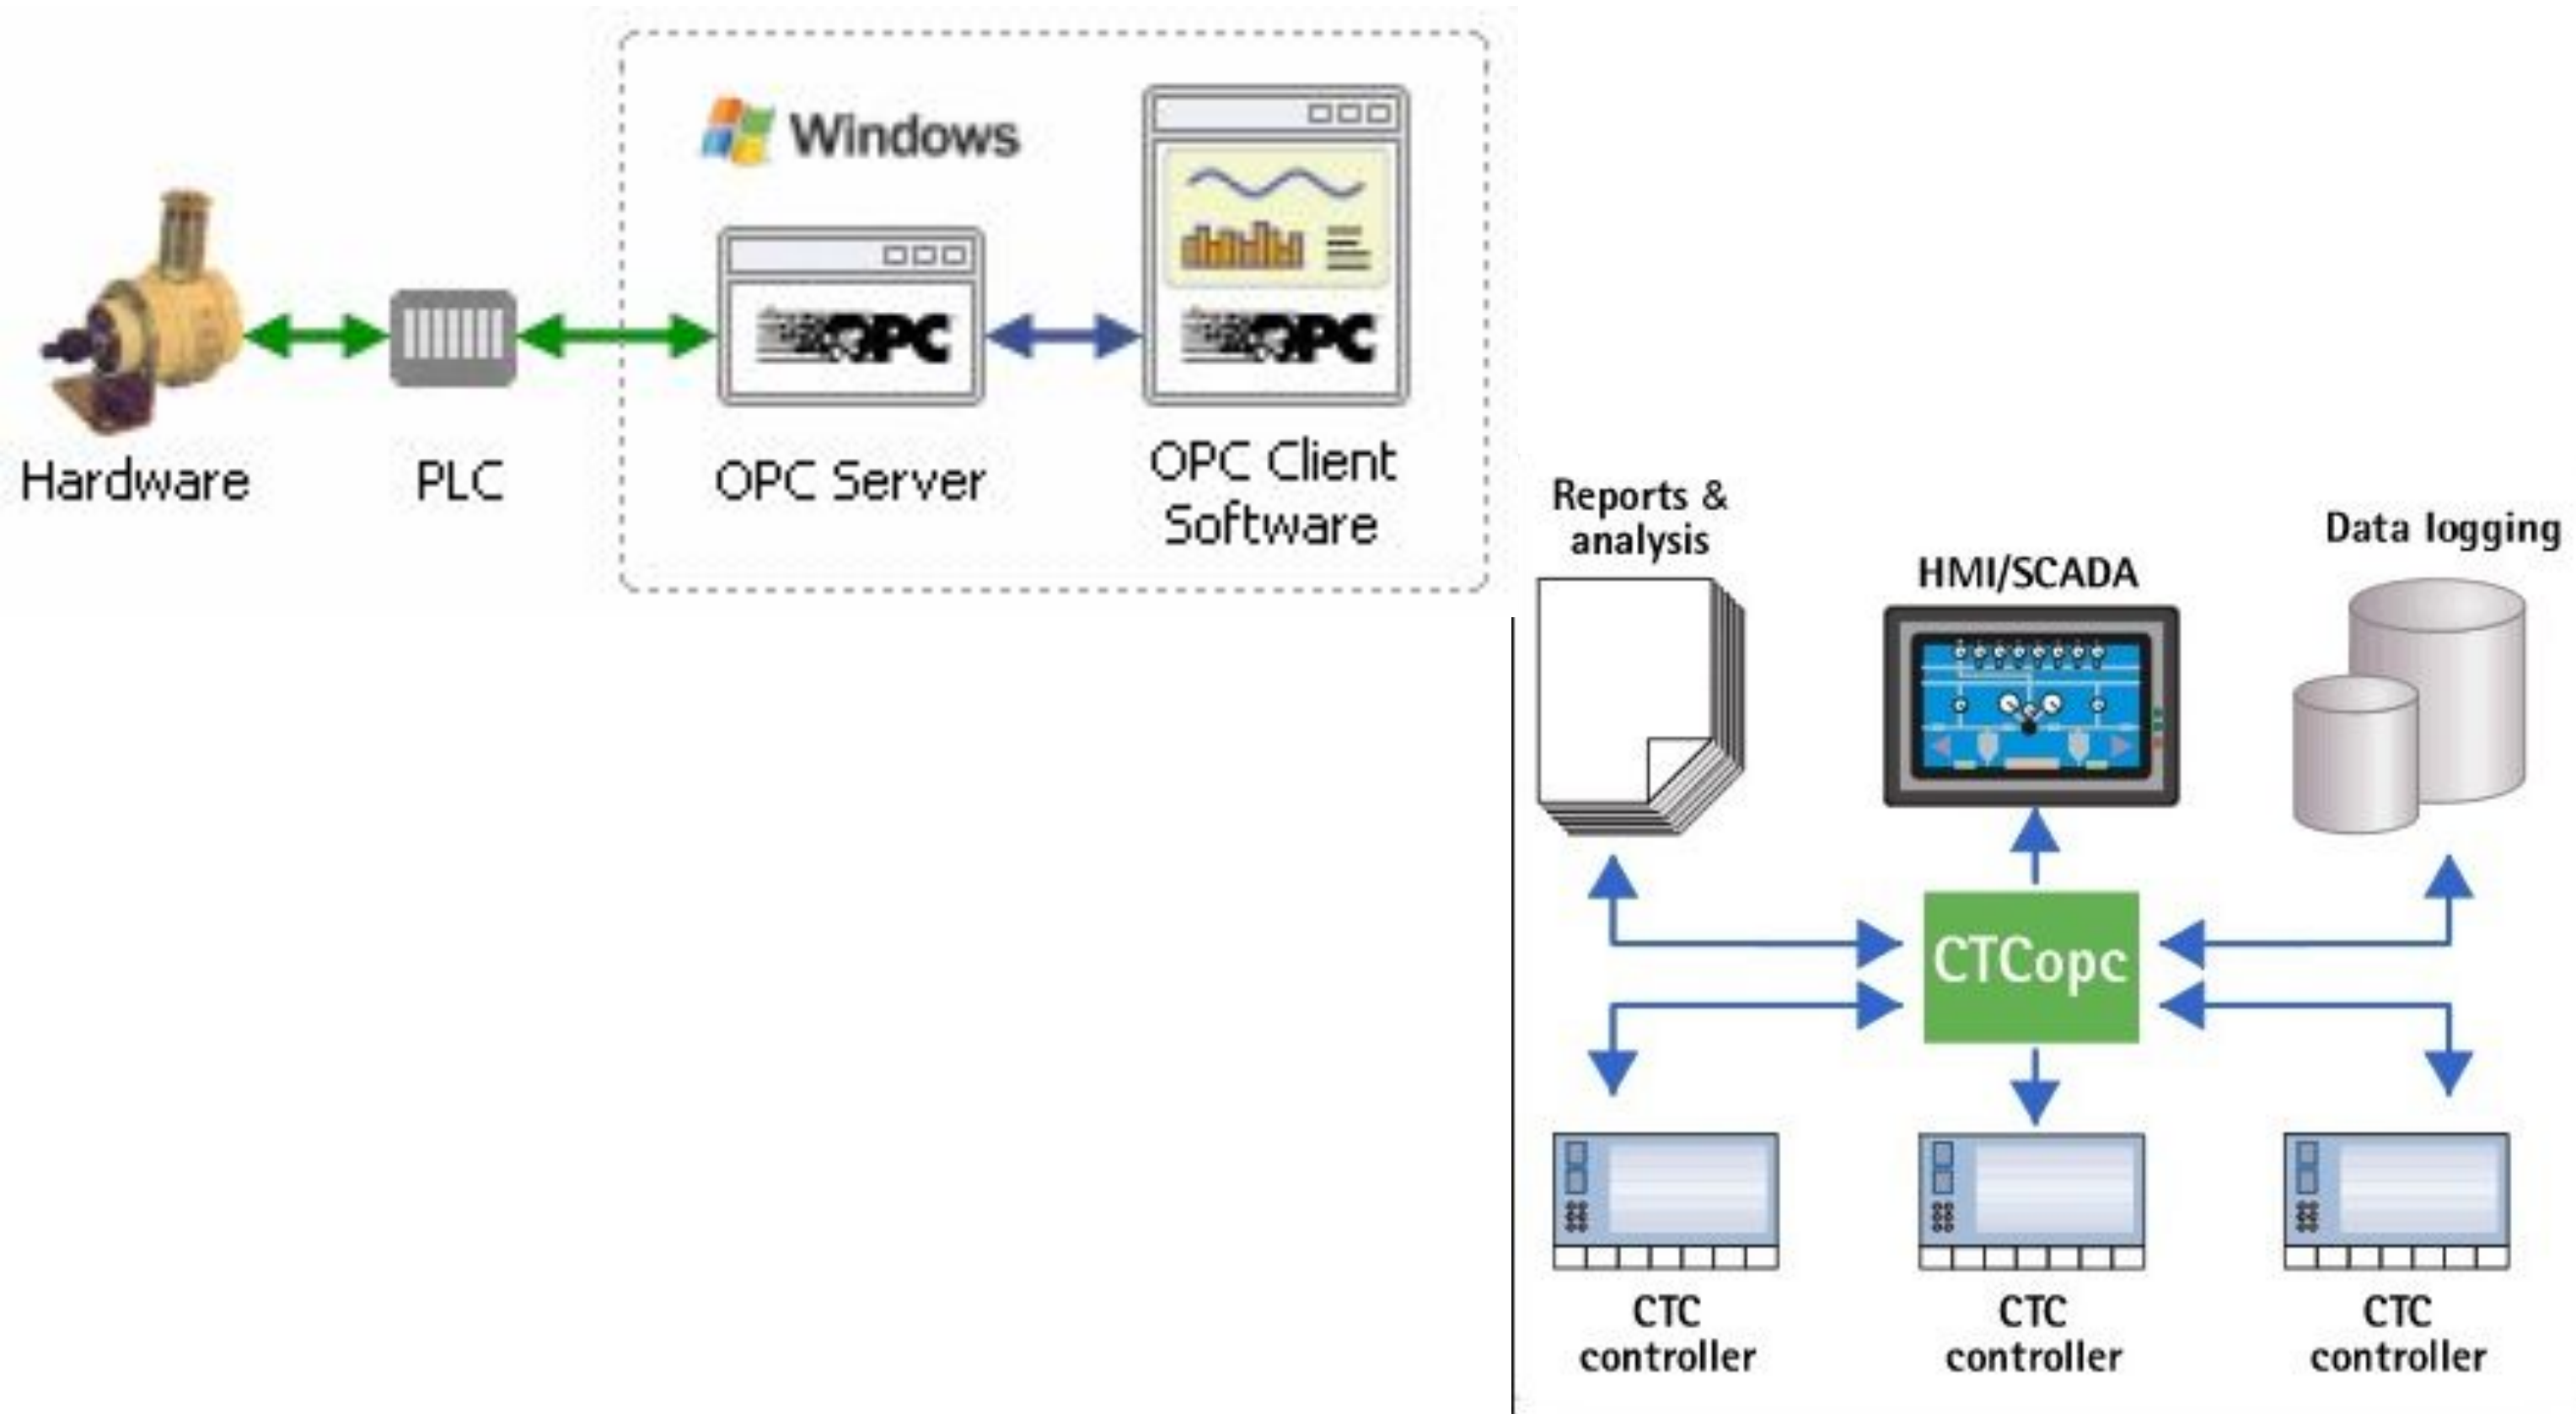 Windows
OPC
OPC
Hardware
PLC
OPC Server
OPC Client
Software
Reports &
analysis
HMI/SCADA
Data logging
CTCopc
CTC
controller
CTC
controller
CTC
controller